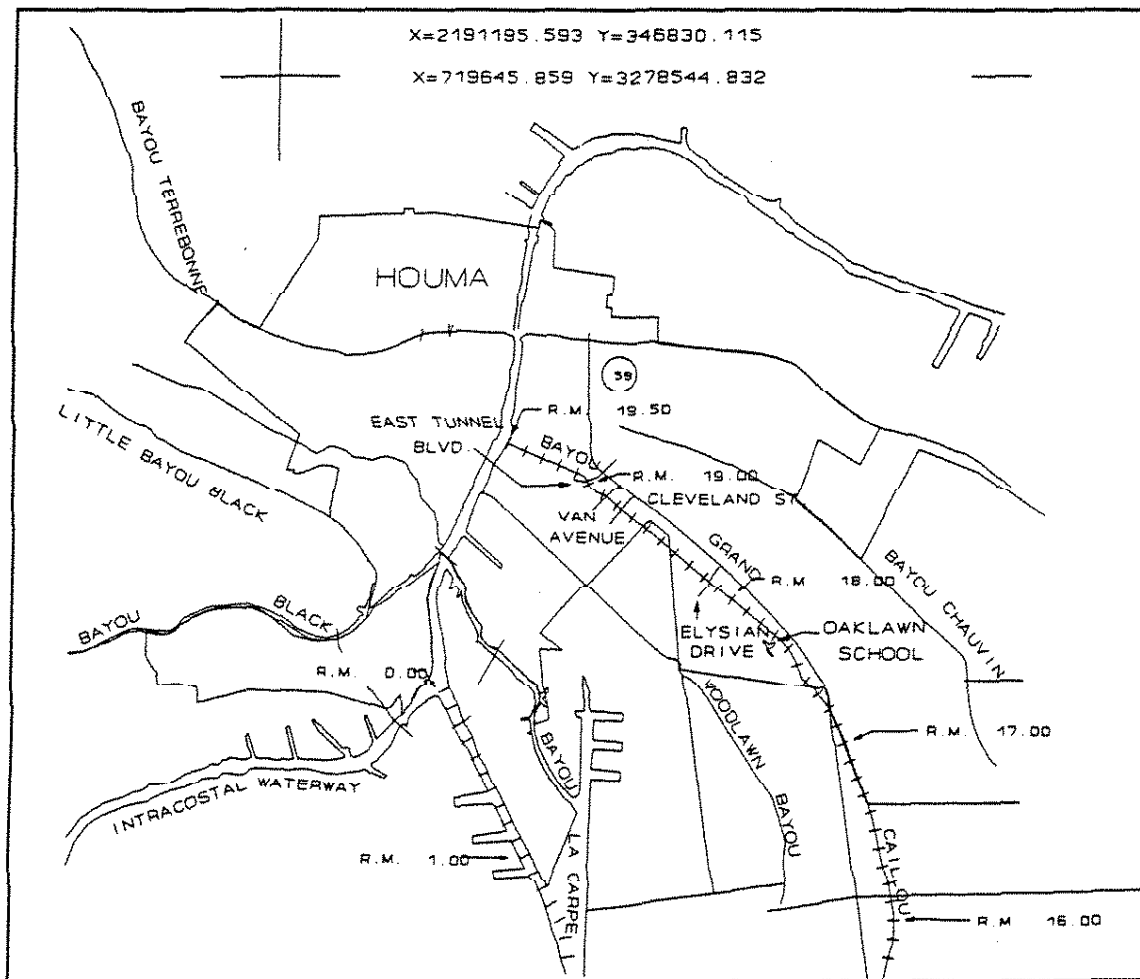 X=2191195.593 Y=346830.115
X=719645.859 Y=3278544.832
BAYOU TERREBONNE
HOUMA
39
EAST TUNNEL
BLVD.
R.M. 19.50
BAYOU
R.M. 19.00
CLEVELAND ST.
VAN
AVENUE
GRAND
R.M 18.00
LITTLE BAYOU BLACK
BAYOU
BLACK
BAYOU CHAUVIN
ELYSIAN
DRIVE
OAKLAWN
SCHOOL
R.M. 0.00
WOODLAWN
BAYOU
R.M. 17.00
BAYOU
INTRACOSTAL WATERWAY
R.M. 1.00
LA CARPE
CAILLOU
R.M 16.00